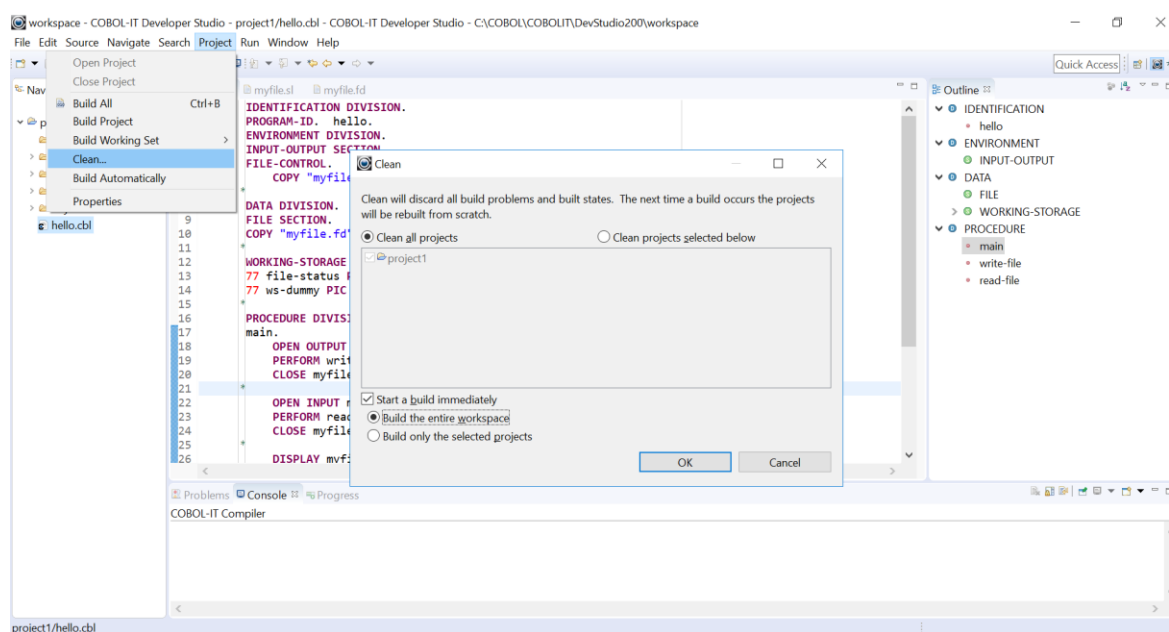 workspace - COBOL-IT Developer Studio - project1/hello.cbl - COBOL-IT Developer Studio - C:\COBOL\COBOLIT\DevStudio200\workspace
File Edit Source Navigate Search Project Run Window Help
Quick Access
Open Project
Close Project
Build All Ctrl+B
Build Project
Build Working Set >
Clean...
Build Automatically
Properties
Nav
hello.cbl
myfile.sl myfile.fd
IDENTIFICATION DIVISION.
PROGRAM-ID. hello.
ENVIRONMENT DIVISION.
INPUT-OUTPUT SECTION
FILE-CONTROL.
COPY "myfile
*
DATA DIVISION.
9 FILE SECTION.
10 COPY "myfile.fd"
11 *
12 WORKING-STORAGE
13 77 file-status P
14 77 ws-dummy PIC
15 *
16 PROCEDURE DIVISI
17 main.
18 OPEN OUTPUT
19 PERFORM writ
20 CLOSE myfile
21 *
22 OPEN INPUT m
23 PERFORM read
24 CLOSE myfile
25 *
26 DISPLAY myfi
Clean
Clean will discard all build problems and built states. The next time a build occurs the projects
will be rebuilt from scratch.
Clean all projects Clean projects selected below
project1
Start a build immediately
Build the entire workspace
Build only the selected projects
OK Cancel
Outline
IDENTIFICATION
hello
ENVIRONMENT
INPUT-OUTPUT
DATA
FILE
WORKING-STORAGE
PROCEDURE
main
write-file
read-file
Problems Console Progress
COBOL-IT Compiler
project1/hello.cbl